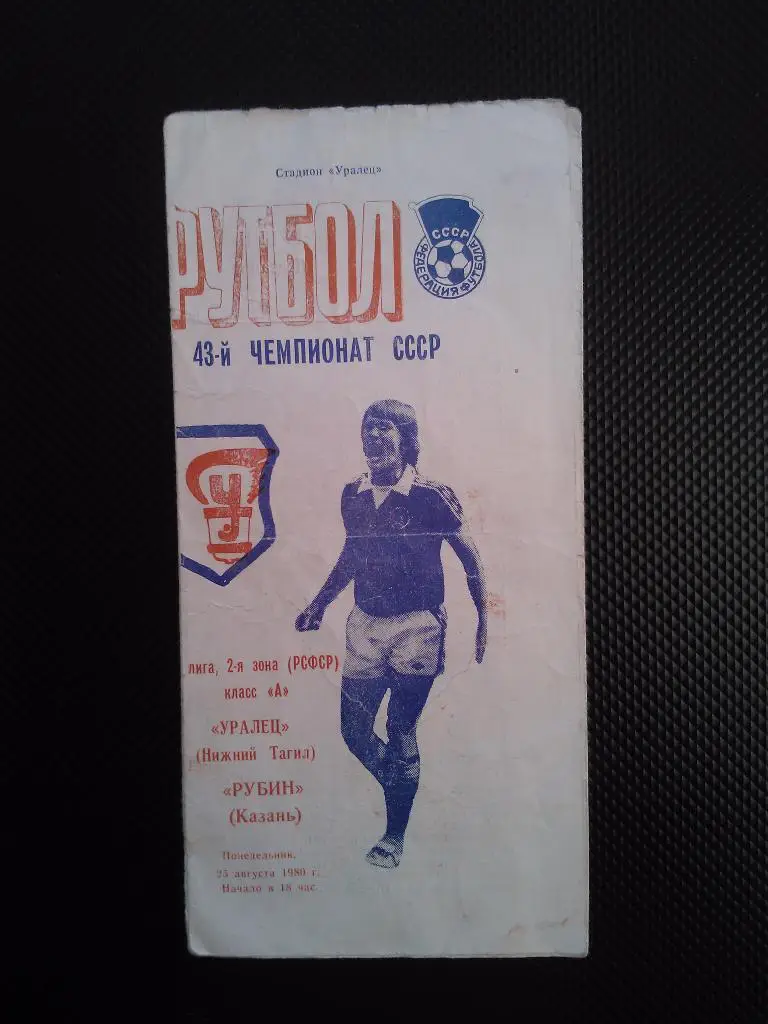 Стадион «Уралец»
РУТБОЛ
СССР
ФЕДЕРАЦИЯ ФУТБОЛА
43-й ЧЕМПИОНАТ СССР
У
лига, 2-я зона (РСФСР)
класс «А»
«УРАЛЕЦ»
(Нижний Тагил)
«РУБИН»
(Казань)
Понедельник,
25 августа 1980 г.
Начало в 18 час.